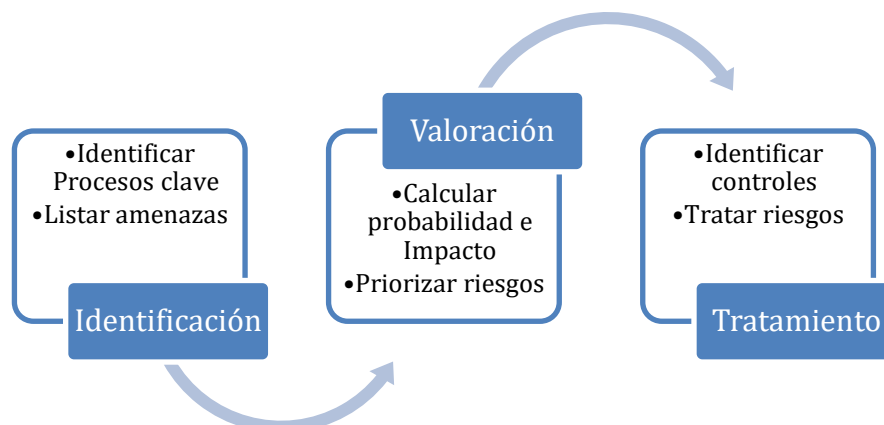 •Identificar
Procesos clave
•Listar amenazas
Identificación
Valoración
•Calcular
probabilidad e
Impacto
•Priorizar riesgos
•Identificar
controles
•Tratar riesgos
Tratamiento